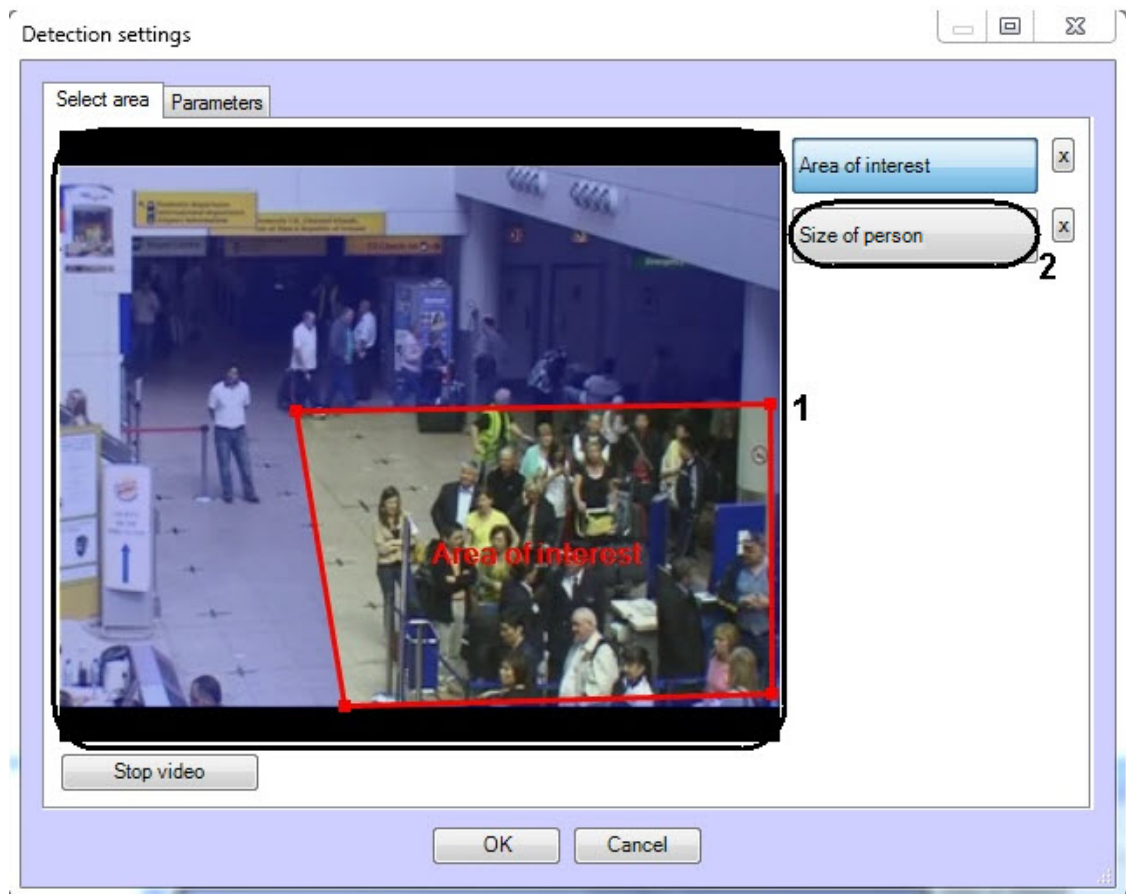 Detection settings
Select area
Parameters
Area of interest
x
Size of person
x
2
1
Area of interest
Stop video
OK
Cancel